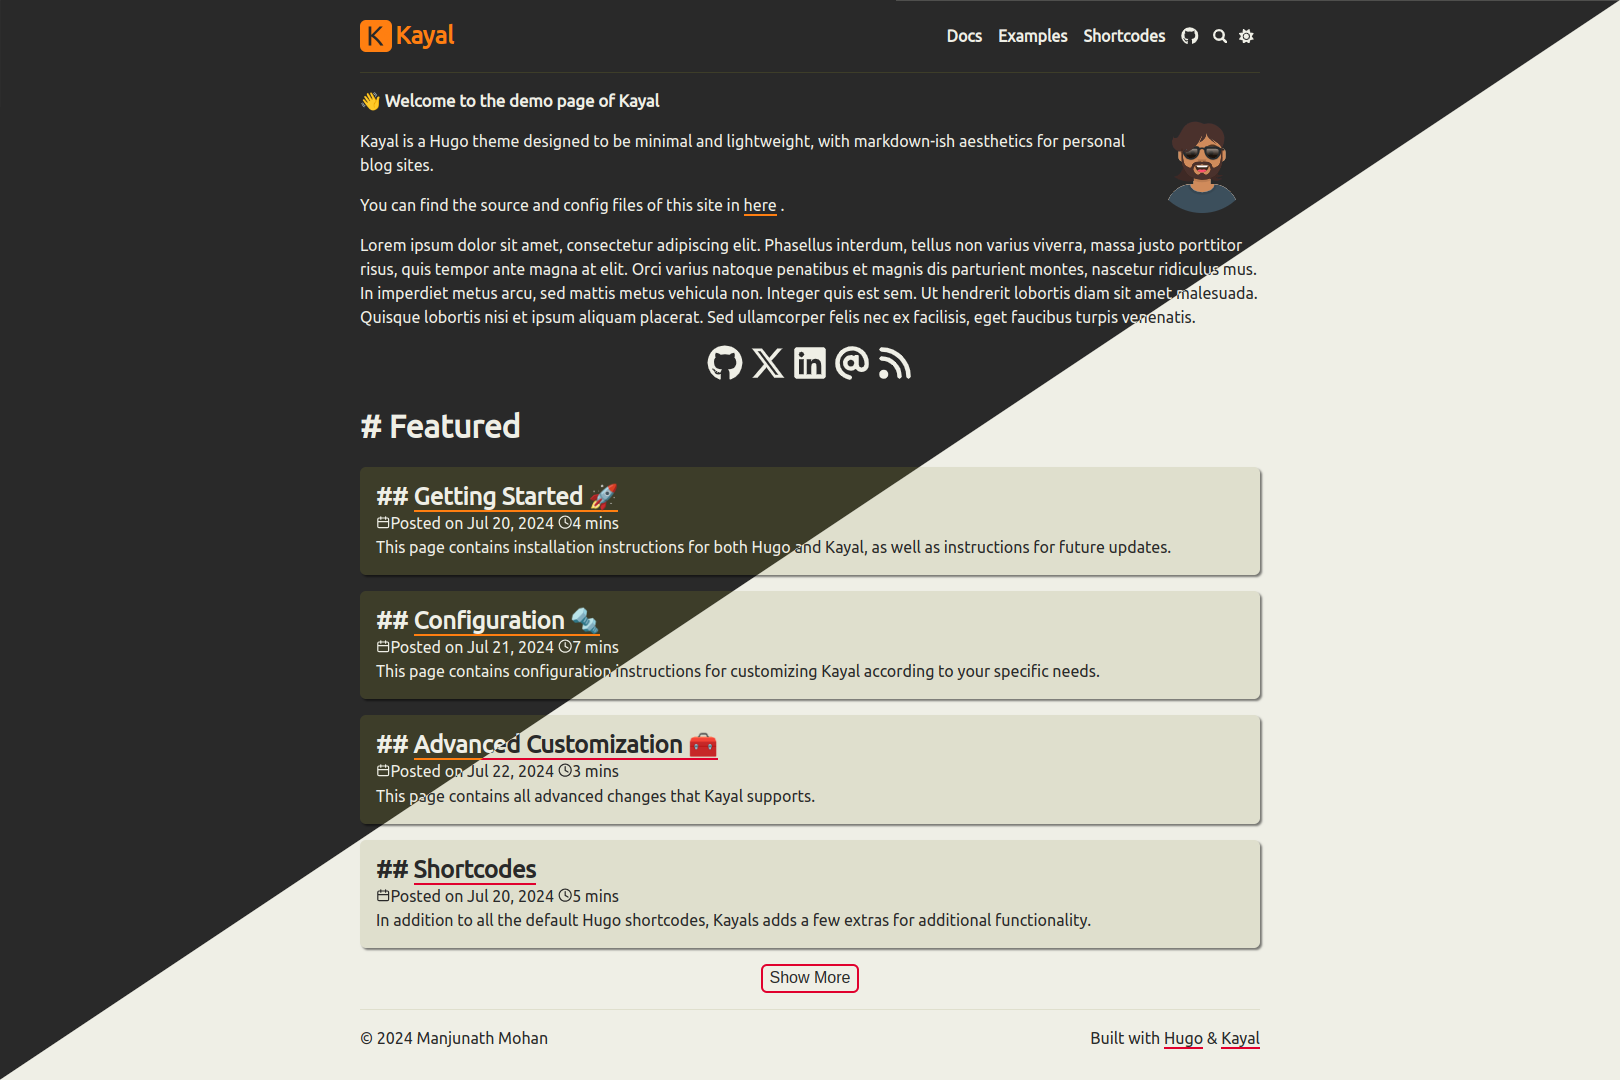 K Kayal
Docs Examples Shortcodes
👋 Welcome to the demo page of Kayal
Kayal is a Hugo theme designed to be minimal and lightweight, with markdown-ish aesthetics for personal
blog sites.
You can find the source and config files of this site in here .
Lorem ipsum dolor sit amet, consectetur adipiscing elit. Phasellus interdum, tellus non varius viverra, massa justo porttitor
risus, quis tempor ante magna at elit. Orci varius natoque penatibus et magnis dis parturient montes, nascetur ridiculus mus.
In imperdiet metus arcu, sed mattis metus vehicula non. Integer quis est sem. Ut hendrerit lobortis diam sit amet malesuada.
Quisque lobortis nisi et ipsum aliquam placerat. Sed ullamcorper felis nec ex facilisis, eget faucibus turpis venenatis.
# Featured
## Getting Started 🚀
Posted on Jul 20, 2024 4 mins
This page contains installation instructions for both Hugo and Kayal, as well as instructions for future updates.
## Configuration 🔩
Posted on Jul 21, 2024 7 mins
This page contains configuration instructions for customizing Kayal according to your specific needs.
## Advanced Customization 🧰
Posted on Jul 22, 2024 3 mins
This page contains all advanced changes that Kayal supports.
## Shortcodes
Posted on Jul 20, 2024 5 mins
In addition to all the default Hugo shortcodes, Kayals adds a few extras for additional functionality.
Show More
© 2024 Manjunath Mohan
Built with Hugo & Kayal